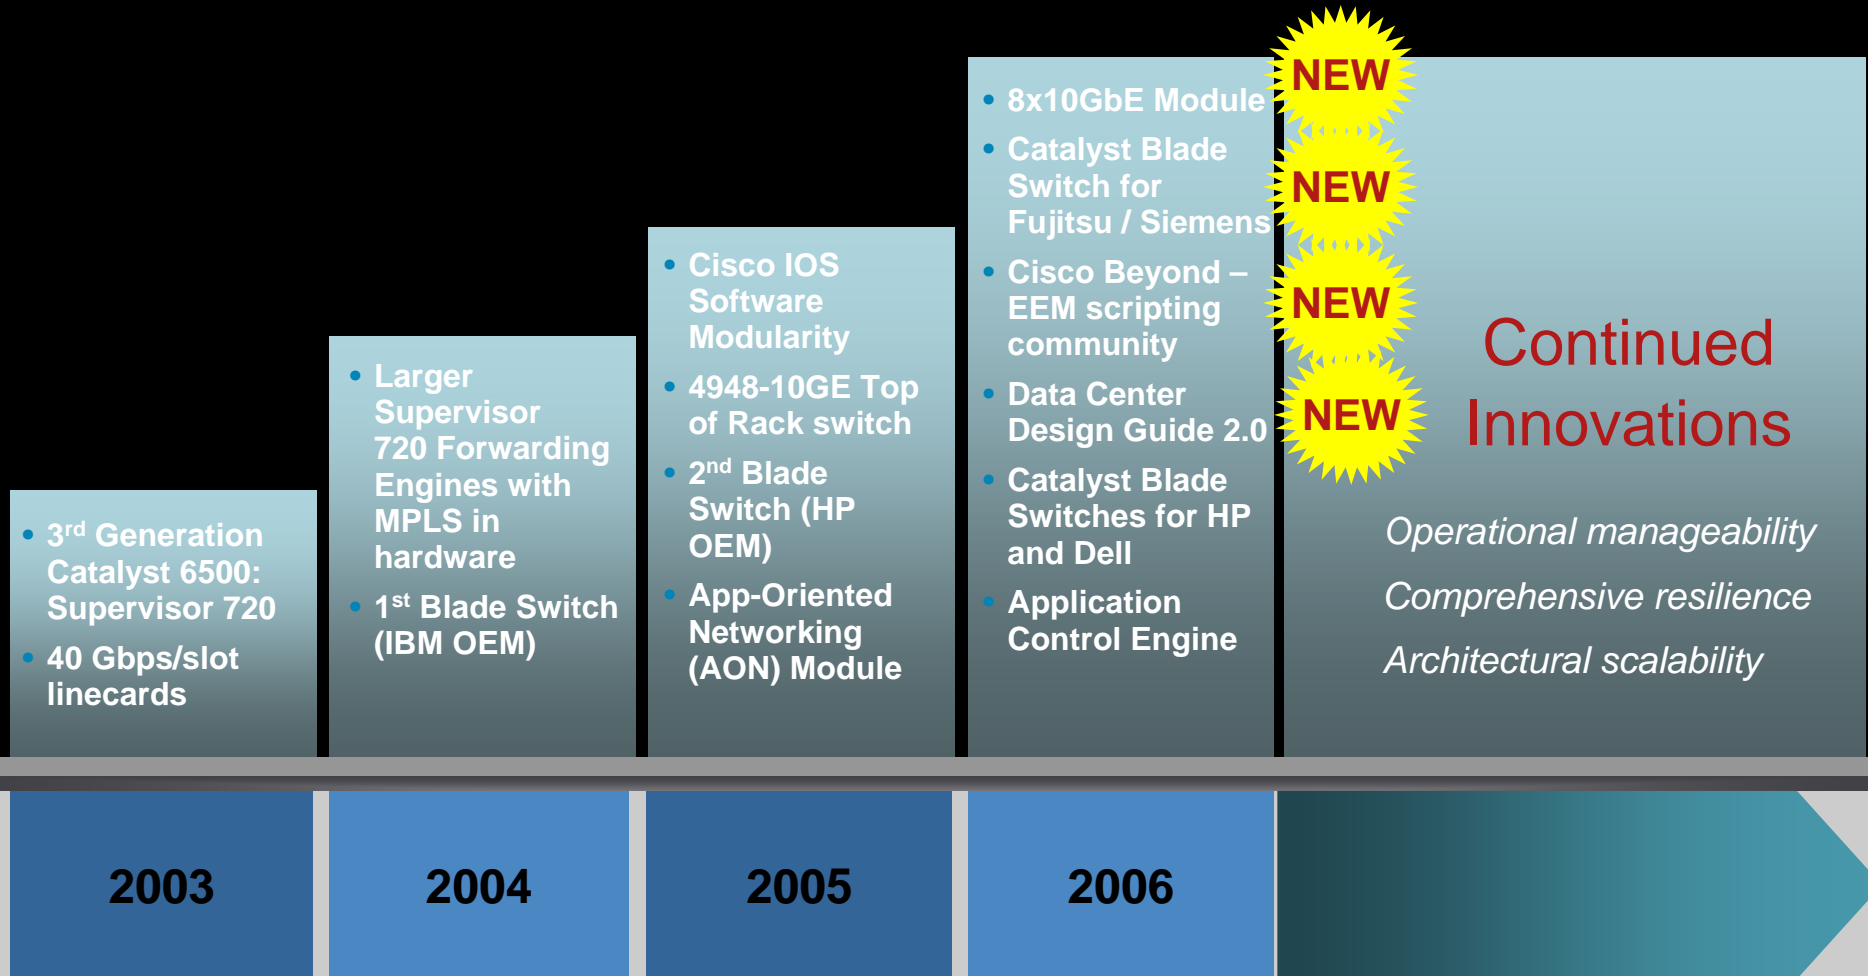 • 3rd Generation
Catalyst 6500:
Supervisor 720
• 40 Gbps/slot
linecards
• Larger
Supervisor
720 Forwarding
Engines with
MPLS in
hardware
• 1st Blade Switch
(IBM OEM)
• Cisco IOS
Software
Modularity
• 4948-10GE Top
of Rack switch
• 2nd Blade
Switch (HP
OEM)
• App-Oriented
Networking
(AON) Module
• 8x10GbE Module
• Catalyst Blade
Switch for
Fujitsu / Siemens
• Cisco Beyond –
EEM scripting
community
• Data Center
Design Guide 2.0
• Catalyst Blade
Switches for HP
and Dell
• Application
Control Engine
NEW
NEW
NEW
NEW
Continued
Innovations
Operational manageability
Comprehensive resilience
Architectural scalability
2003
2004
2005
2006